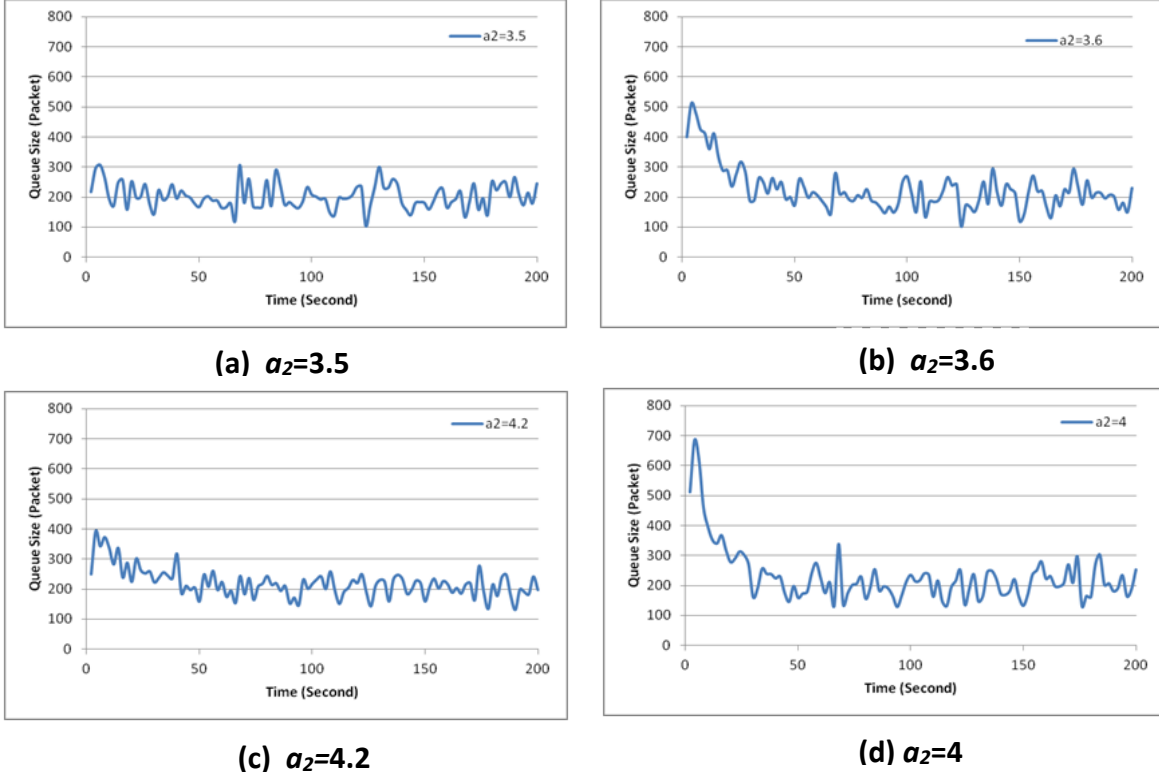 800
700
600
500
400
300
200
100
0
Queue Size (Packet)
a2=3.5
0 50 100 150 200
Time (Second)
(a) a2=3.5
800
700
600
500
400
300
200
100
0
Queue Size (Packet)
a2=3.6
0 50 100 150 200
Time (second)
(b) a2=3.6
800
700
600
500
400
300
200
100
0
Queue Size (Packet)
a2=4.2
0 50 100 150 200
Time (Second)
(c) a2=4.2
800
700
600
500
400
300
200
100
0
Queue Size (Packet)
a2=4
0 50 100 150 200
Time (Second)
(d) a2=4